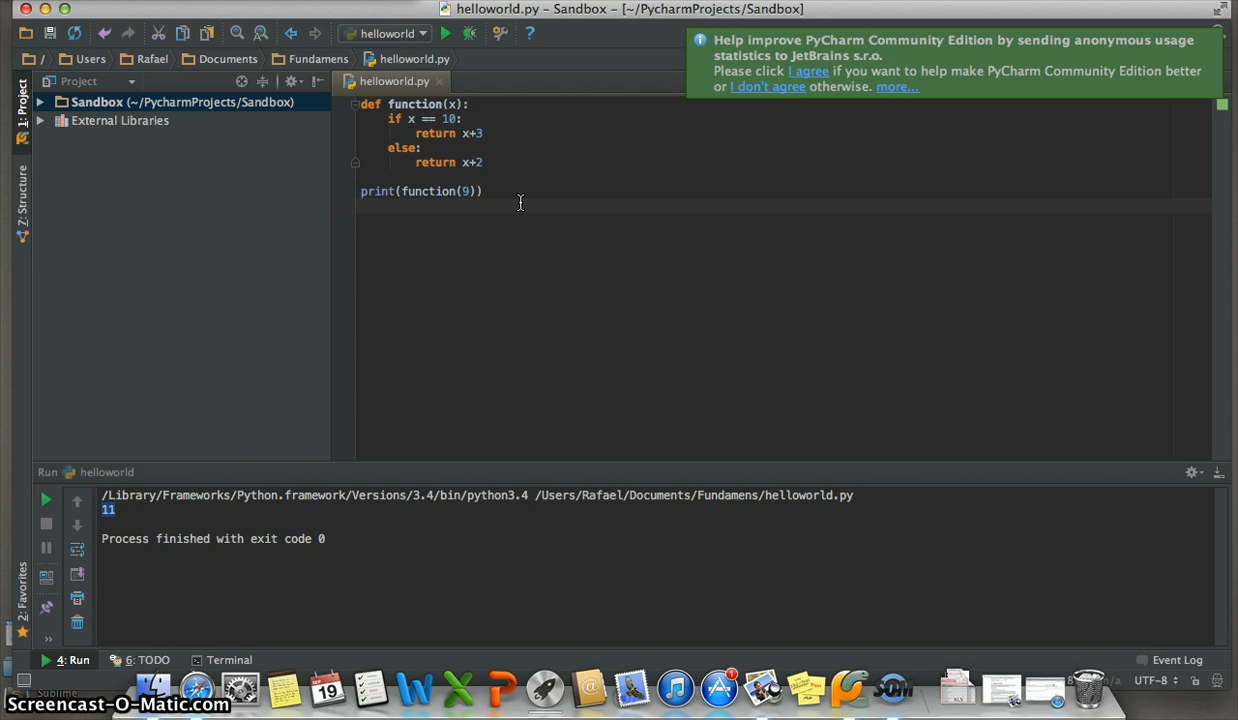 helloworld.py - Sandbox - [~/PycharmProjects/Sandbox]
helloworld
/ Users Rafael Documents Fundamens helloworld.py
Help improve PyCharm Community Edition by sending anonymous usage
statistics to JetBrains s.r.o.
Please click I agree if you want to help make PyCharm Community Edition better
or I don't agree otherwise. more...
1: Project
Project
helloworld.py
Sandbox (~/PycharmProjects/Sandbox)
External Libraries
def function(x):
if x == 10:
return x+3
else:
return x+2
print(function(9))
7: Structure
Run helloworld
/Library/Frameworks/Python.framework/Versions/3.4/bin/python3.4 /Users/Rafael/Documents/Fundamens/helloworld.py
11
Process finished with exit code 0
2: Favorites
4: Run 6: TODO Terminal Event Log
UTF-8
n/a
SEP
19
1
XLS
Sublime
Screencast-O-Matic.com